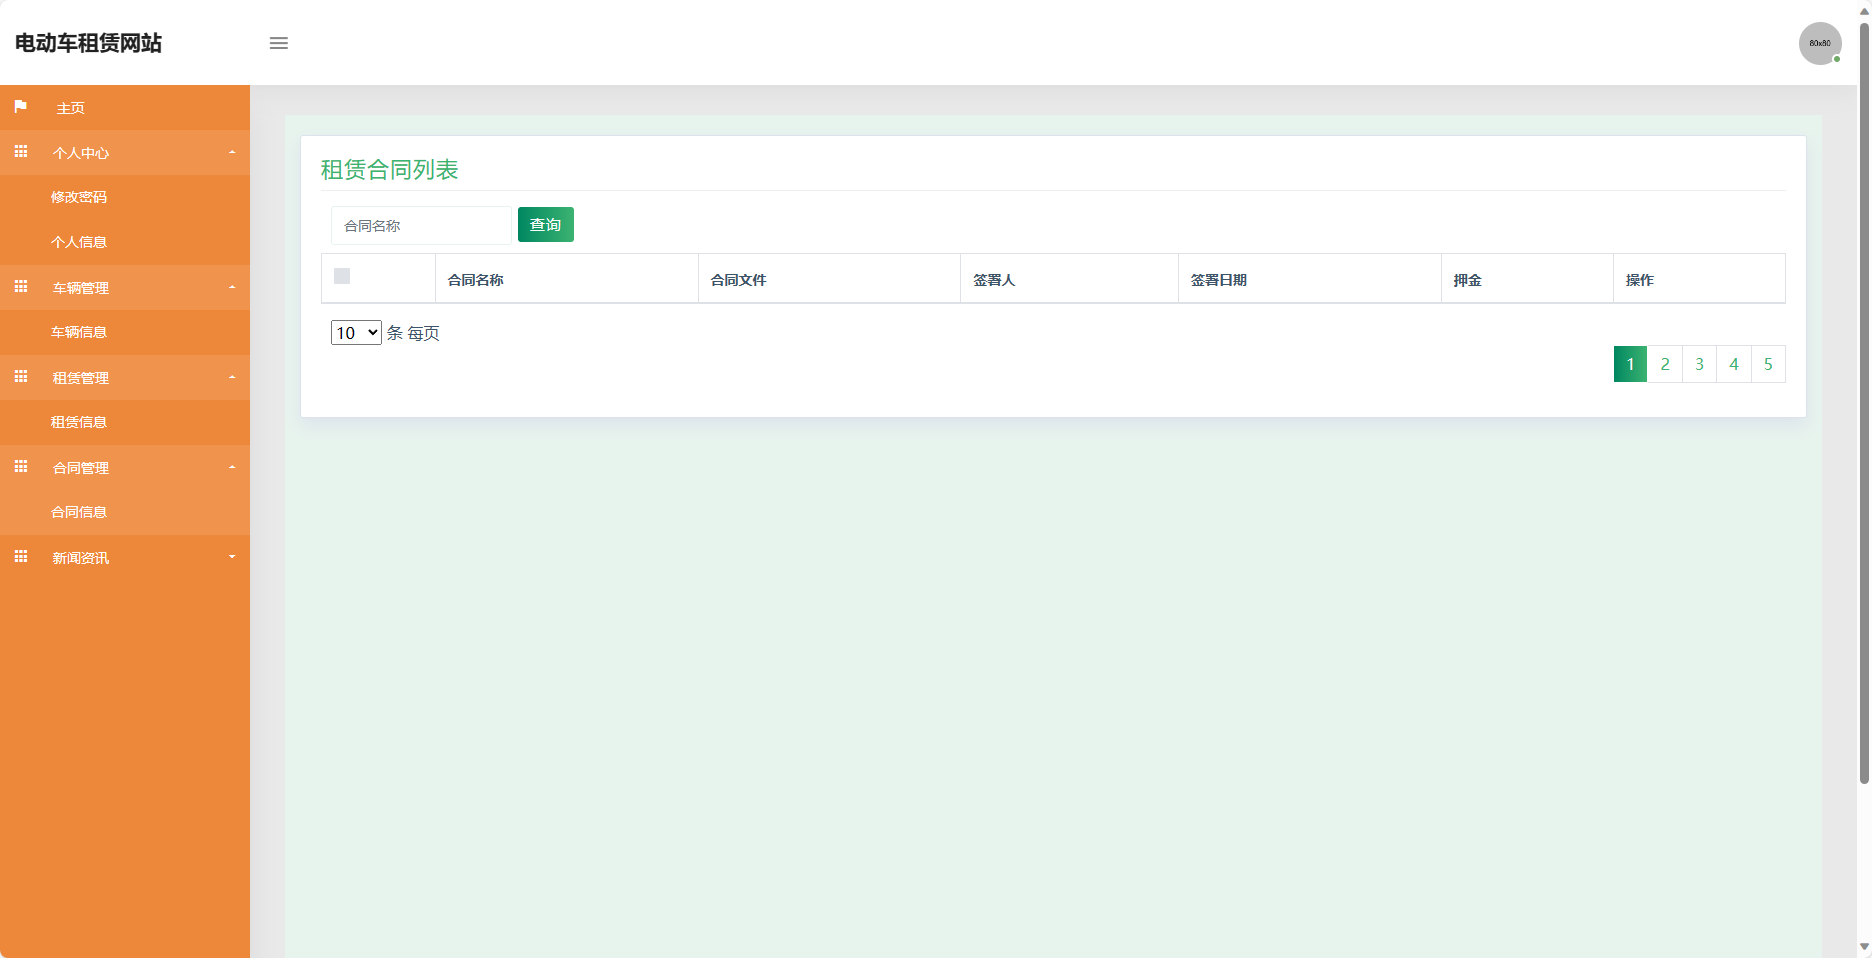 电动车租赁网站
60x60
主页
个人中心
修改密码
个人信息
车辆管理
车辆信息
租赁管理
租赁信息
合同管理
合同信息
新闻资讯
租赁合同列表
合同名称 查询
合同名称 合同文件 签署人 签署日期 押金 操作
10 条 每页
1 2 3 4 5